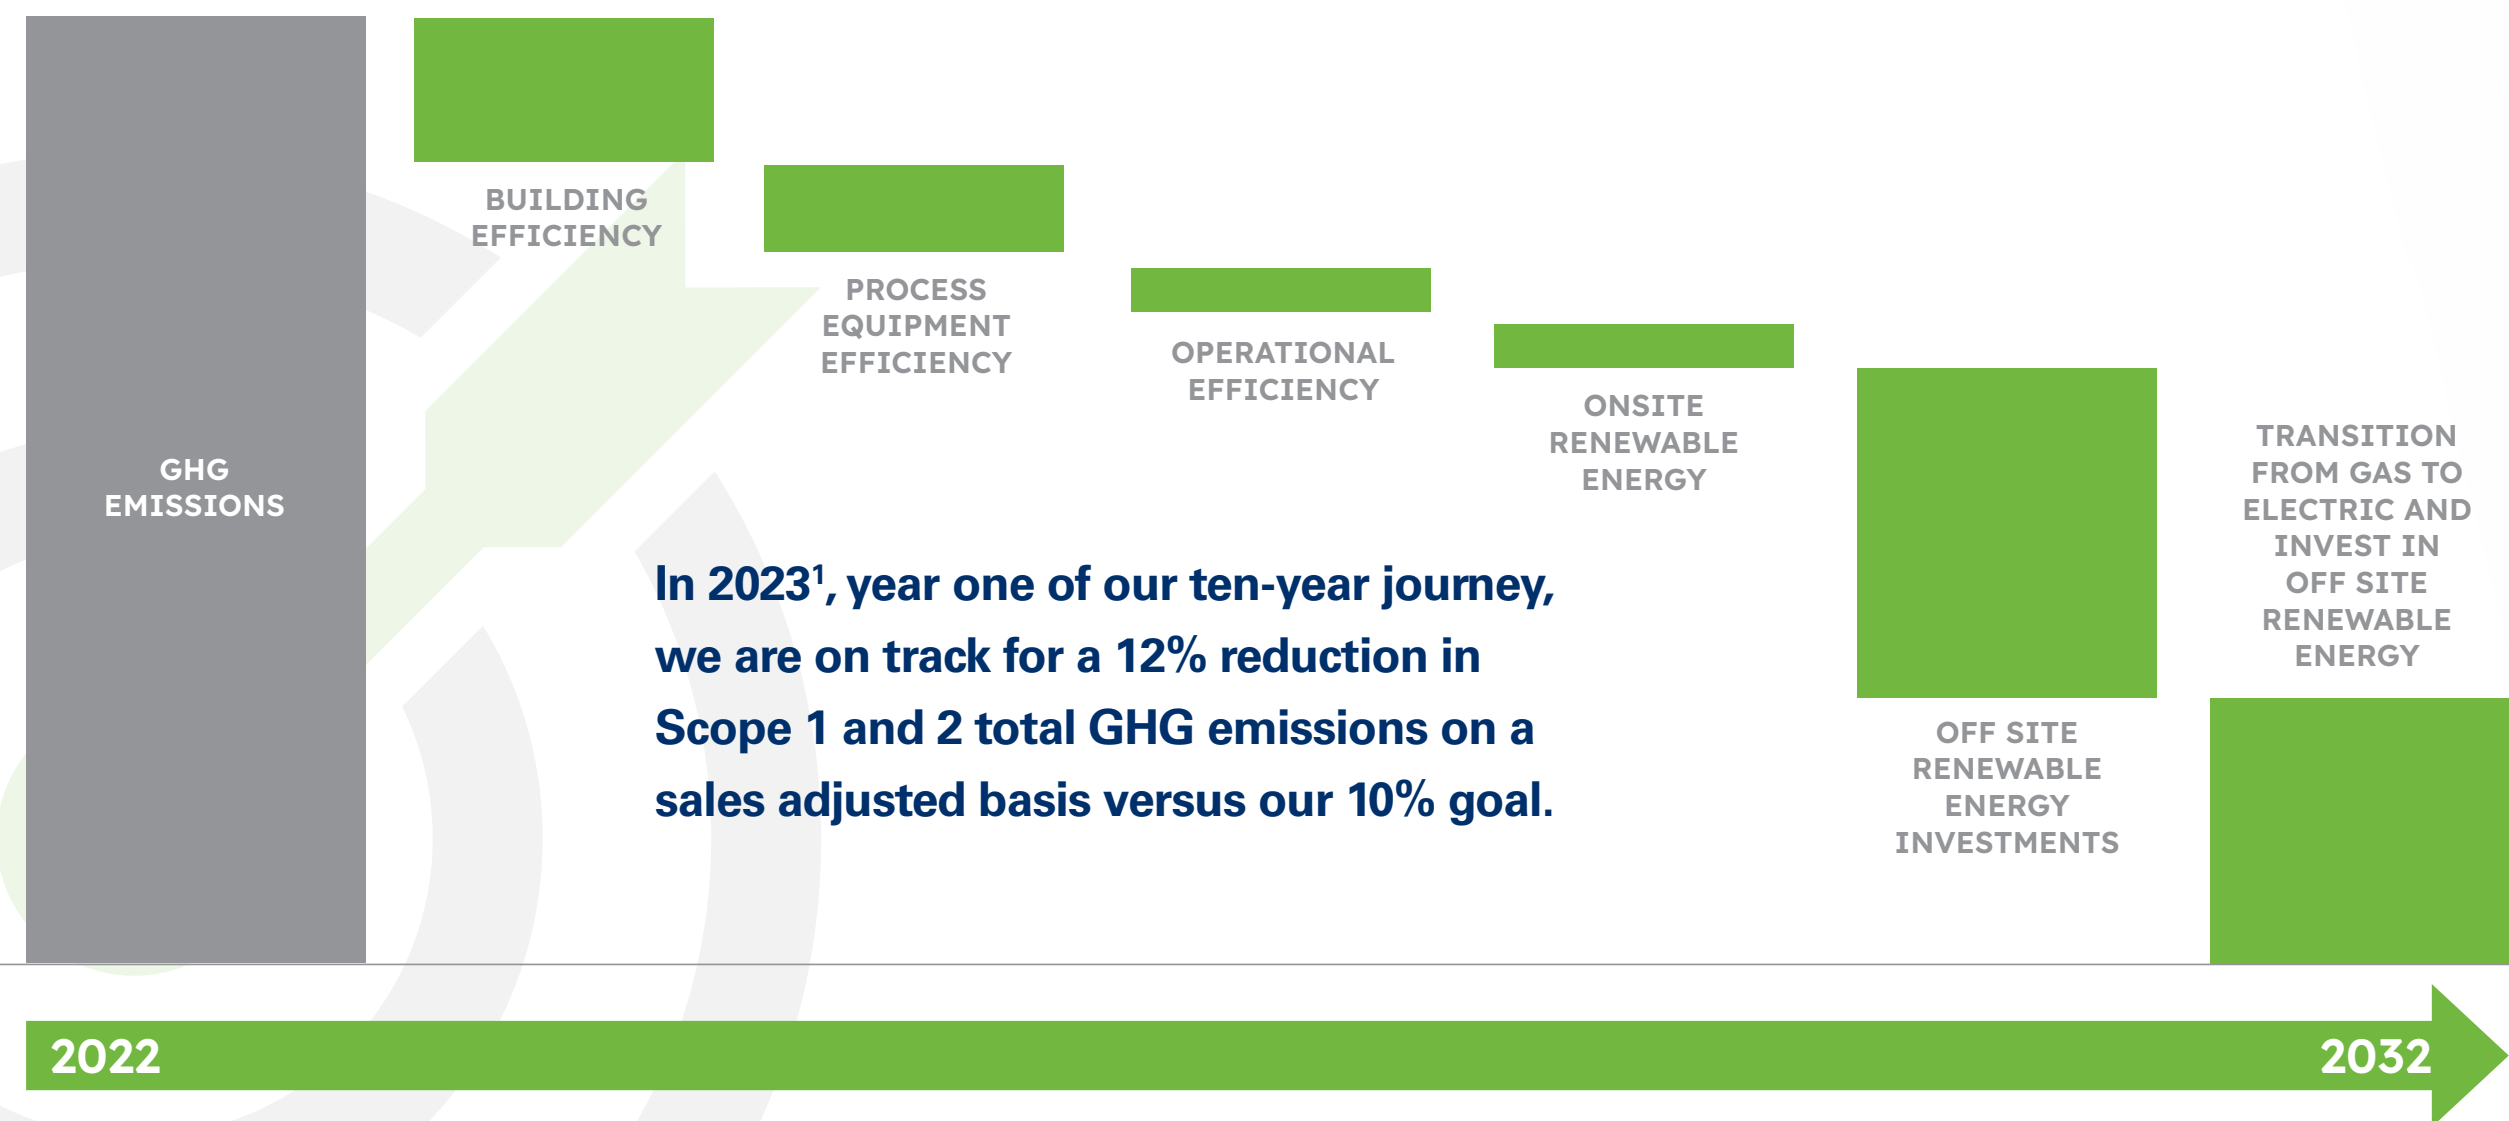 GHG
EMISSIONS
BUILDING
EFFICIENCY
PROCESS
EQUIPMENT
EFFICIENCY
OPERATIONAL
EFFICIENCY
ONSITE
RENEWABLE
ENERGY
OFF SITE
RENEWABLE
ENERGY
INVESTMENTS
TRANSITION
FROM GAS TO
ELECTRIC AND
INVEST IN
OFF SITE
RENEWABLE
ENERGY
In 2023¹, year one of our ten-year journey,
we are on track for a 12% reduction in
Scope 1 and 2 total GHG emissions on a
sales adjusted basis versus our 10% goal.
2022
2032